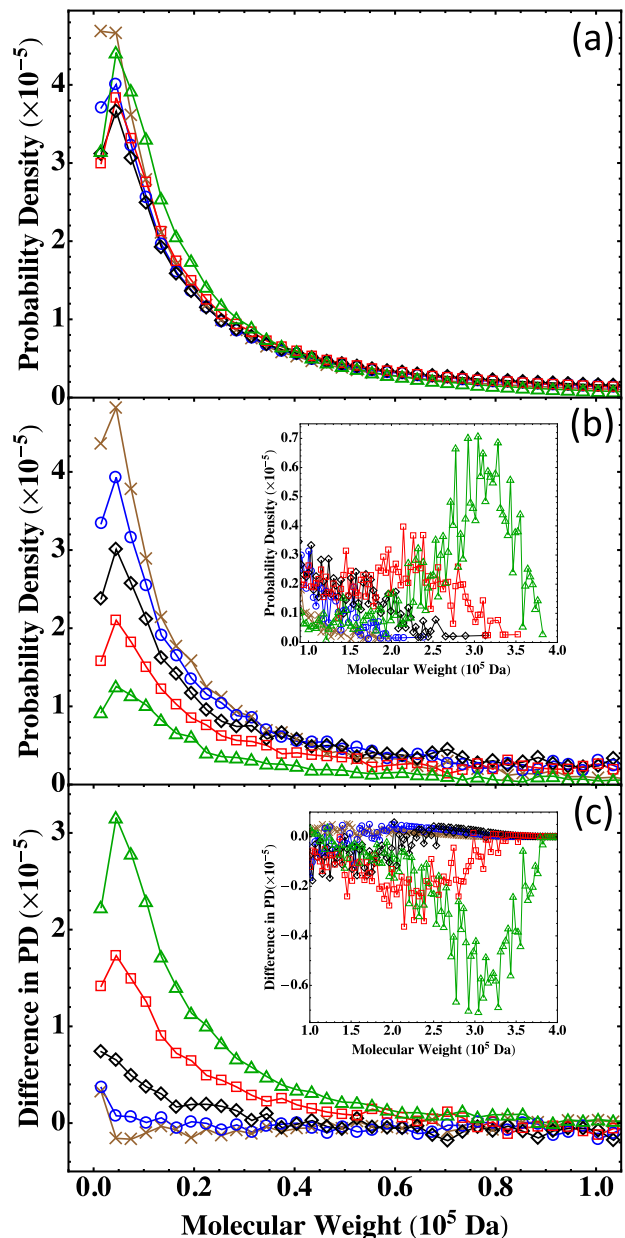 (a)
Probability Density (×10⁻⁵)
4
3
2
1
0
(b)
Probability Density (×10⁻⁵)
4
3
2
1
0
Probability Density (×10⁻⁵)
0.7
0.6
0.5
0.4
0.3
0.2
0.1
0.0
1.0 1.5 2.0 2.5 3.0 3.5 4.0
Molecular Weight (10⁵ Da)
(c)
Difference in PD (×10⁻⁵)
3
2
1
0
Difference in PD(×10⁻⁵)
0.0
−0.2
−0.4
−0.6
1.0 1.5 2.0 2.5 3.0 3.5 4.0
Molecular Weight (10⁵ Da)
0.0 0.2 0.4 0.6 0.8 1.0
Molecular Weight (10⁵ Da)